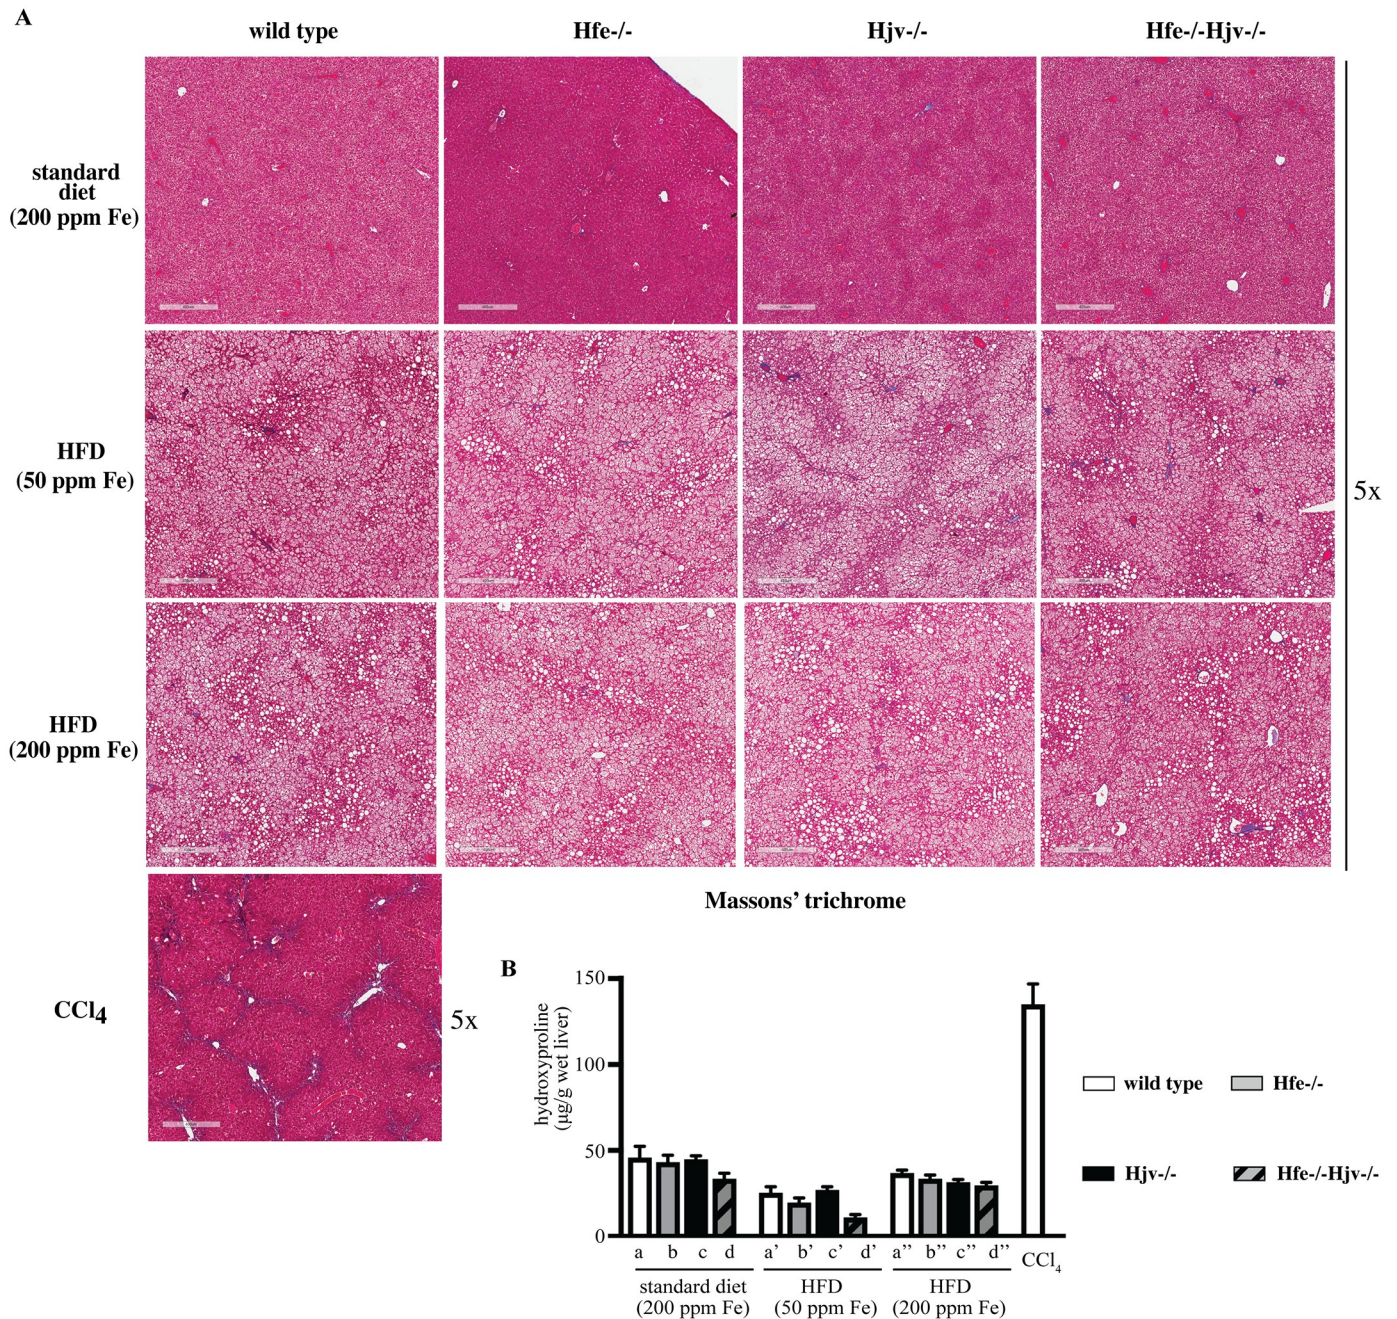 A
wild type
Hfe-/-
Hjv-/-
Hfe-/-Hjv-/-
standard
diet
(200 ppm Fe)
HFD
(50 ppm Fe)
5x
HFD
(200 ppm Fe)
Massons’ trichrome
CCl4
5x
B
hydroxyproline
(µg/g wet liver)
150
100
50
0
a b c d a’ b’ c’ d’ a’’ b’’ c’’ d’’ CCl4
standard diet
(200 ppm Fe)
HFD
(50 ppm Fe)
HFD
(200 ppm Fe)
wild type
Hfe-/-
Hjv-/-
Hfe-/-Hjv-/-